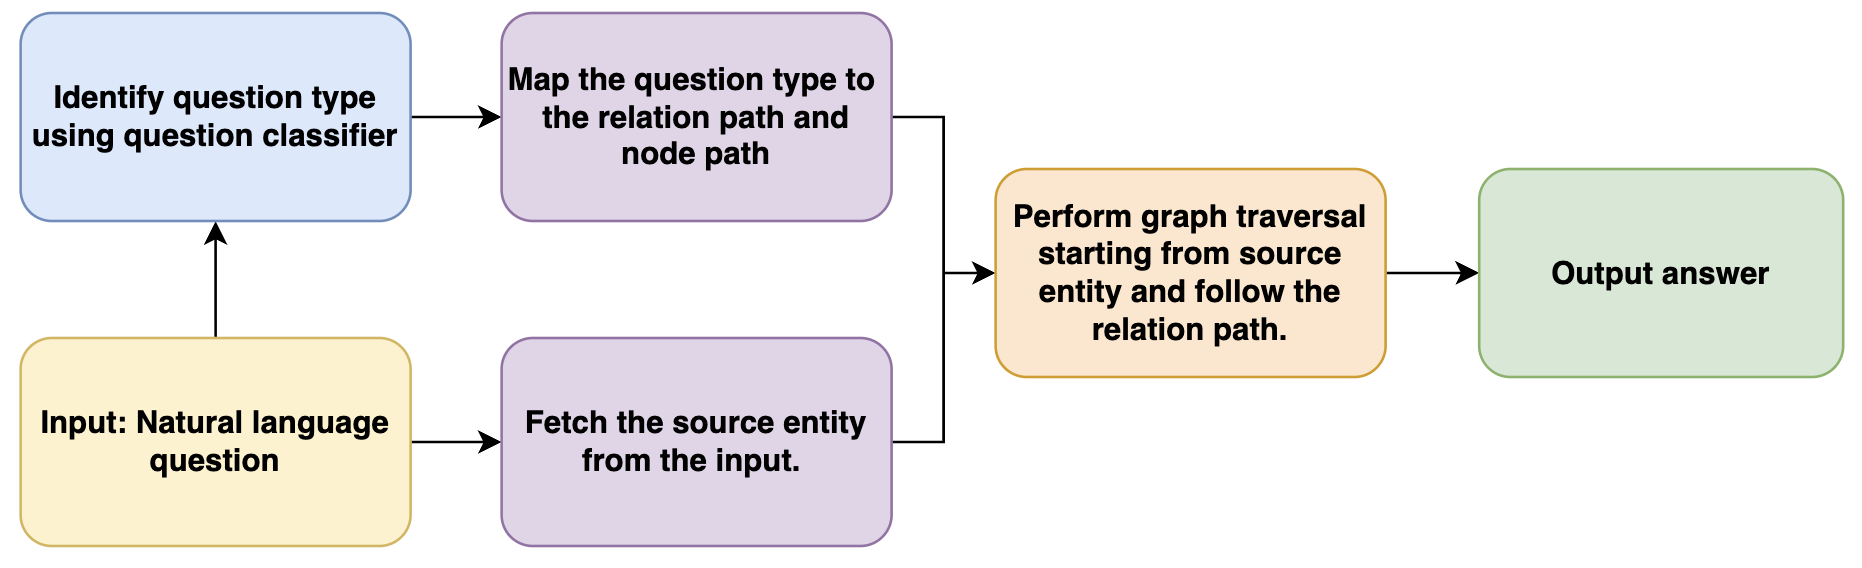 Identify question type
using question classifier
Map the question type to
the relation path and
node path
Perform graph traversal
starting from source
entity and follow the
relation path.
Output answer
Input: Natural language
question
Fetch the source entity
from the input.